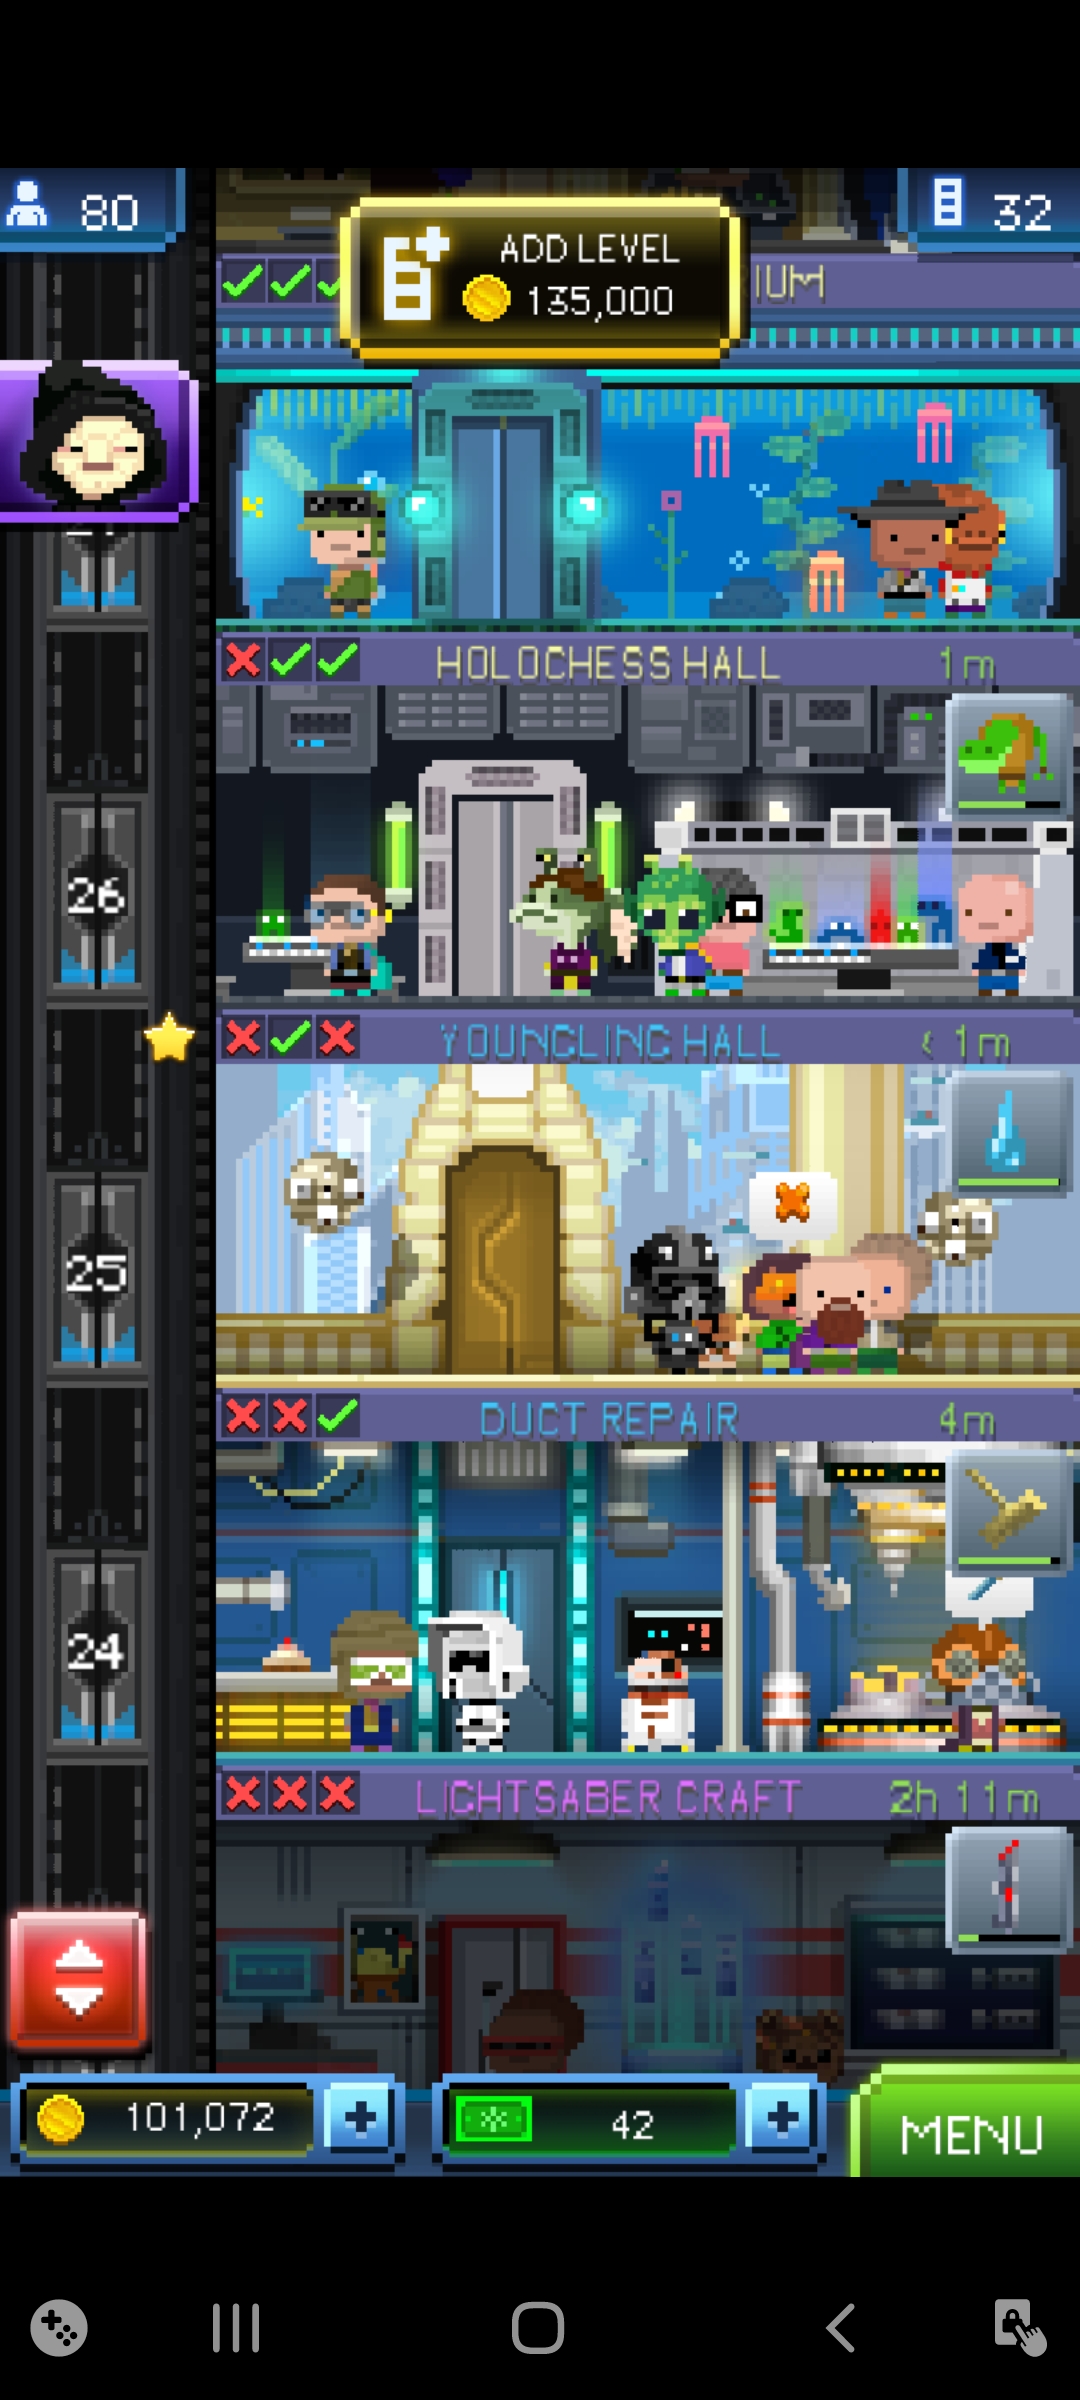 80
ADD LEVEL
135,000
32
IUM
HOLOCHESS HALL 1m
26
YOUNGLING HALL < 1m
25
DUCT REPAIR 4m
24
LIGHTSABER CRAFT 2h 11m
101,072
42
MENU